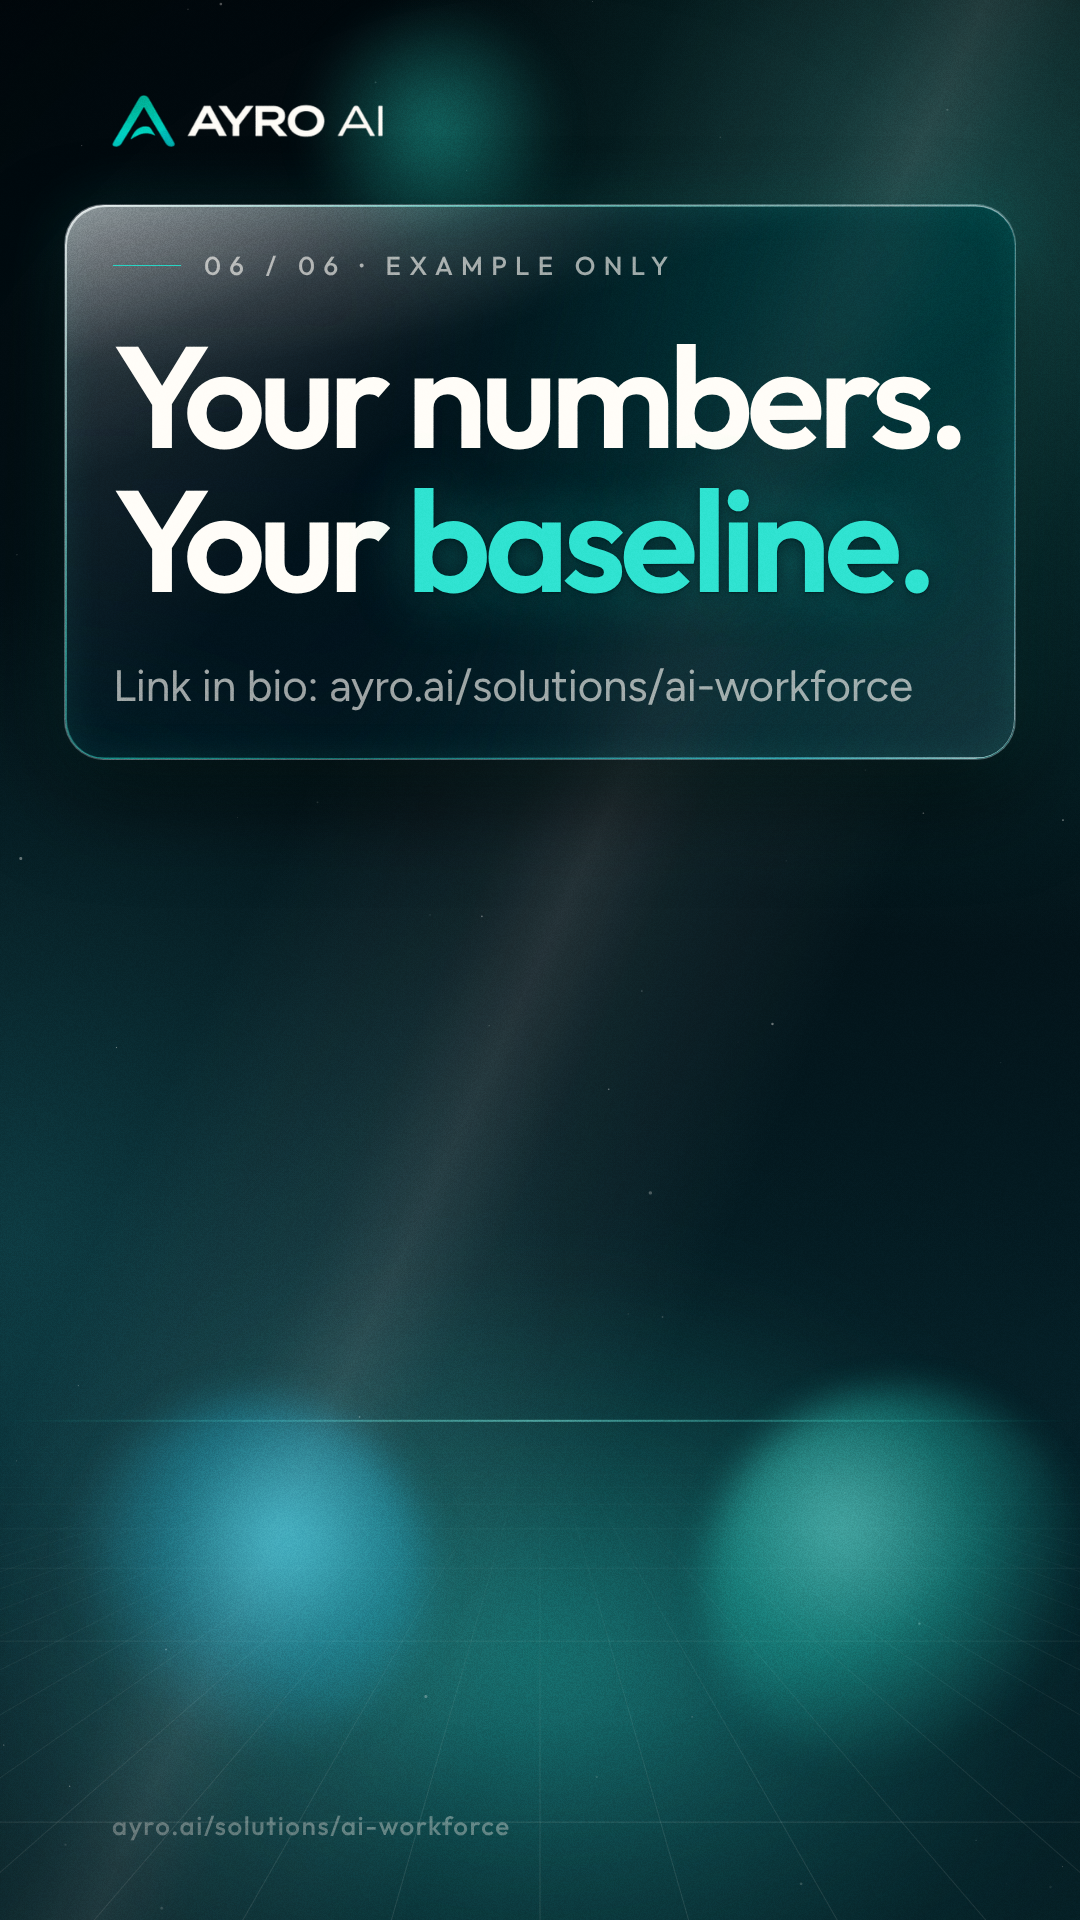 AYRO AI
06 / 06 · EXAMPLE ONLY
Your numbers.
Your baseline.
Link in bio: ayro.ai/solutions/ai-workforce
ayro.ai/solutions/ai-workforce